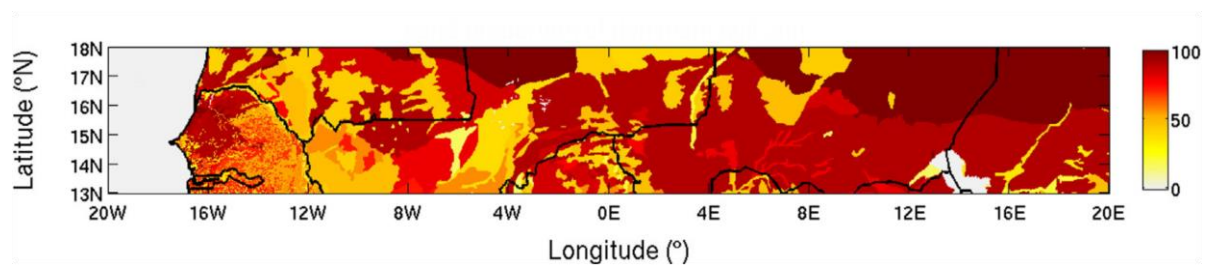 Latitude (°N)
18N
17N
16N
15N
14N
13N
20W 16W 12W 8W 4W 0E 4E 8E 12E 16E 20E
Longitude (°)
100
50
0